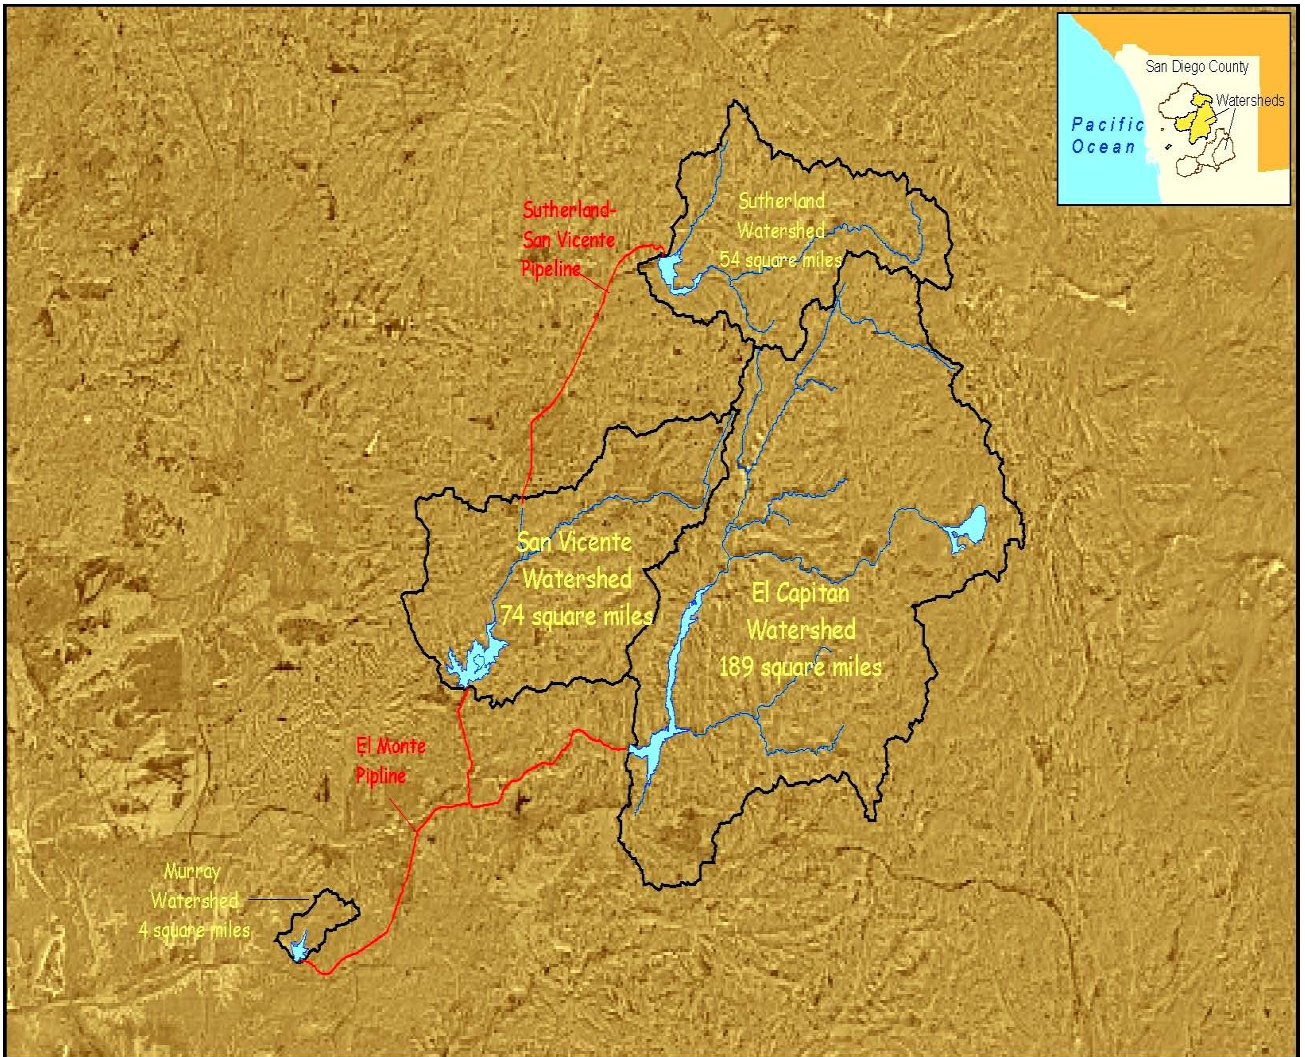 San Diego County
Watersheds
Pacific
Ocean
Sutherland
Watershed
54 square miles
Sutherland-
San Vicente
Pipeline
San Vicente
Watershed
74 square miles
El Capitan
Watershed
189 square miles
El Monte
Pipline
Murray
Watershed
4 square miles